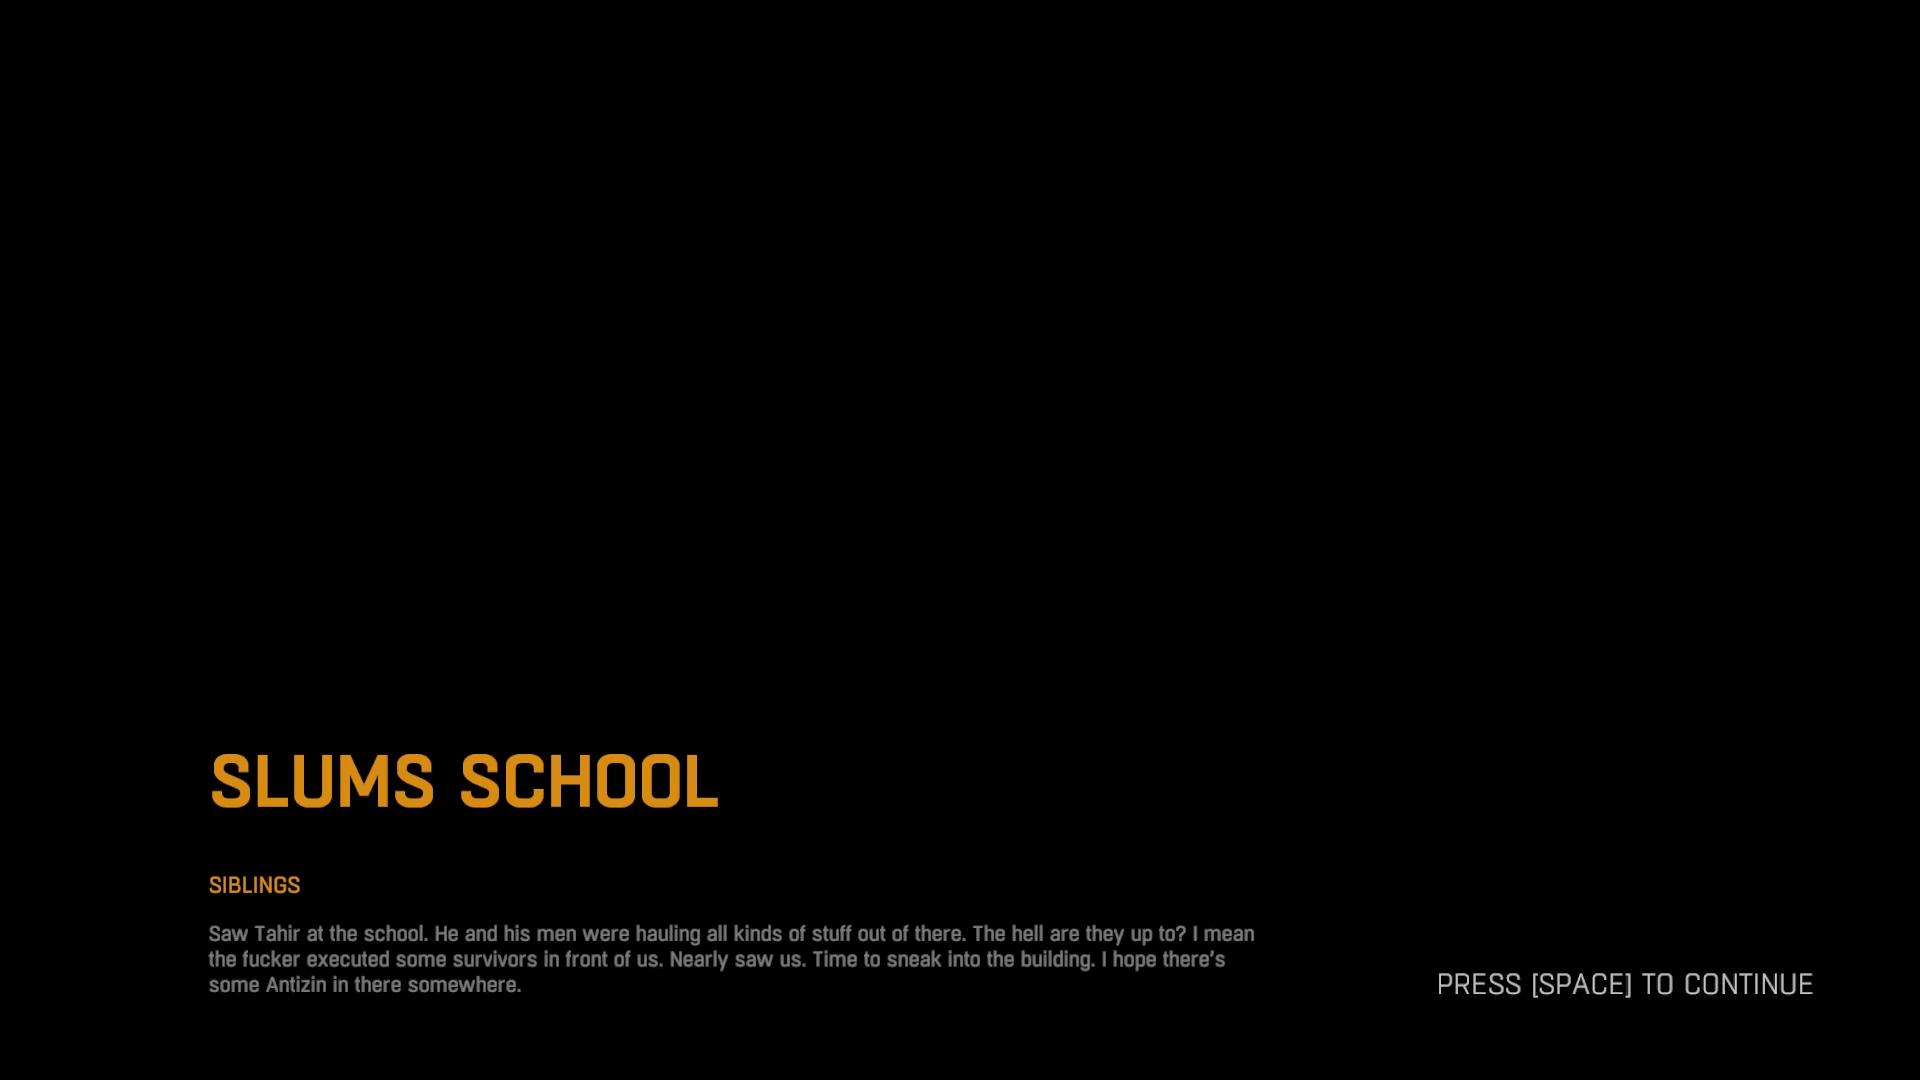 SLUMS SCHOOL
SIBLINGS
Saw Tahir at the school. He and his men were hauling all kinds of stuff out of there. The hell are they up to? I mean
the fucker executed some survivors in front of us. Nearly saw us. Time to sneak into the building. I hope there's
some Antizin in there somewhere.
PRESS [SPACE] TO CONTINUE